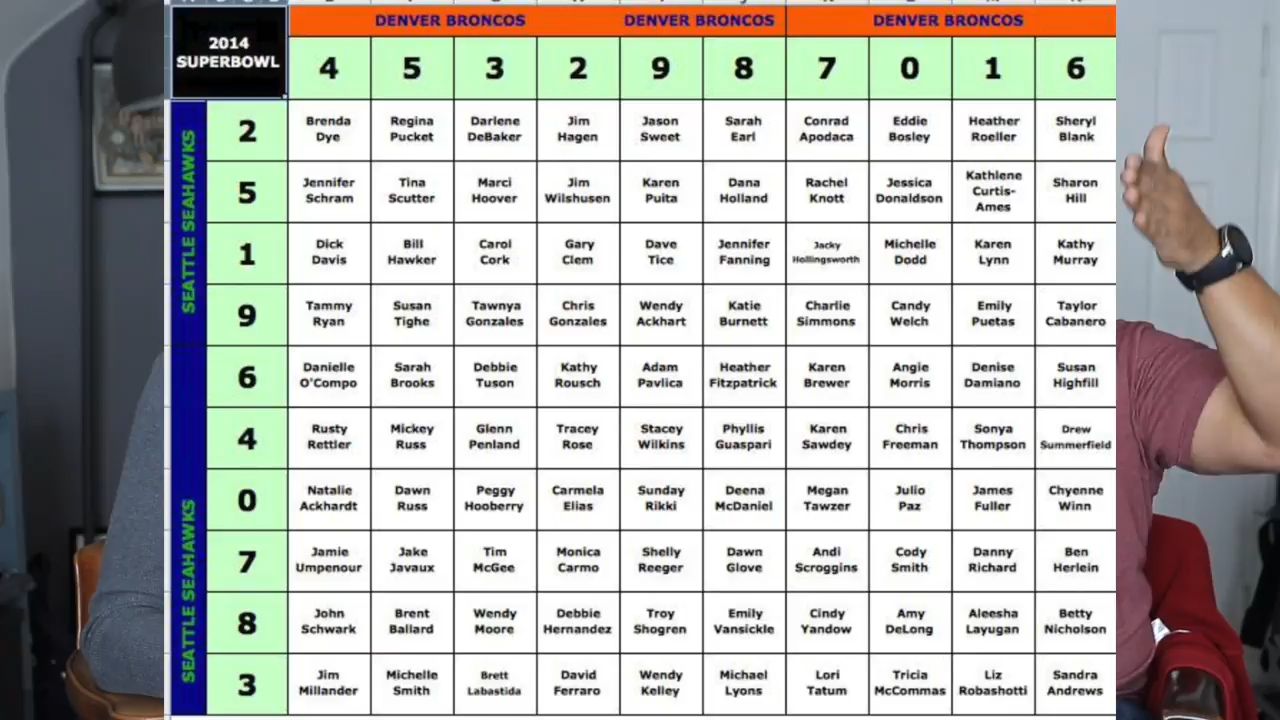 DENVER BRONCOS DENVER BRONCOS DENVER BRONCOS
2014
SUPERBOWL
4 5 3 2 9 8 7 0 1 6
SEATTLE SEAHAWKS
SEATTLE SEAHAWKS
2
Brenda Regina Darlene Jim Jason Sarah Conrad Eddie Heather Sheryl
Dye Pucket DeBaker Hagen Sweet Earl Apodaca Bosley Roeller Blank
5
Jennifer Tina Marci Jim Karen Dana Rachel Jessica Kathlene Sharon
Schram Scutter Hoover Wilshusen Puita Holland Knott Donaldson Curtis- Hill
Ames
1
Dick Bill Carol Gary Dave Jennifer Jacky Michelle Karen Kathy
Davis Hawker Cork Clem Tice Fanning Hollingsworth Dodd Lynn Murray
9
Tammy Susan Tawnya Chris Wendy Katie Charlie Candy Emily Taylor
Ryan Tighe Gonzales Gonzales Ackhart Burnett Simmons Welch Puetas Cabanero
6
Danielle Sarah Debbie Kathy Adam Heather Karen Angie Denise Susan
O'Compo Brooks Tuson Rousch Pavlica Fitzpatrick Brewer Morris Damiano Highfill
4
Rusty Mickey Glenn Tracey Stacey Phyllis Karen Chris Sonya Drew
Rettler Russ Penland Rose Wilkins Guaspari Sawdey Freeman Thompson Summerfield
0
Natalie Dawn Peggy Carmela Sunday Deena Megan Julio James Chyenne
Ackhardt Russ Hooberry Elias Rikki McDaniel Tawzer Paz Fuller Winn
7
Jamie Jake Tim Monica Shelly Dawn Andi Cody Danny Ben
Umpenour Javaux McGee Carmo Reeger Glove Scroggins Smith Richard Herlein
8
John Brent Wendy Debbie Troy Emily Cindy Amy Aleesha Betty
Schwark Ballard Moore Hernandez Shogren Vansickle Yandow DeLong Layugan Nicholson
3
Jim Michelle Brett David Wendy Michael Lori Tricia Liz Sandra
Millander Smith Labastida Ferraro Kelley Lyons Tatum McCommas Robashotti Andrews